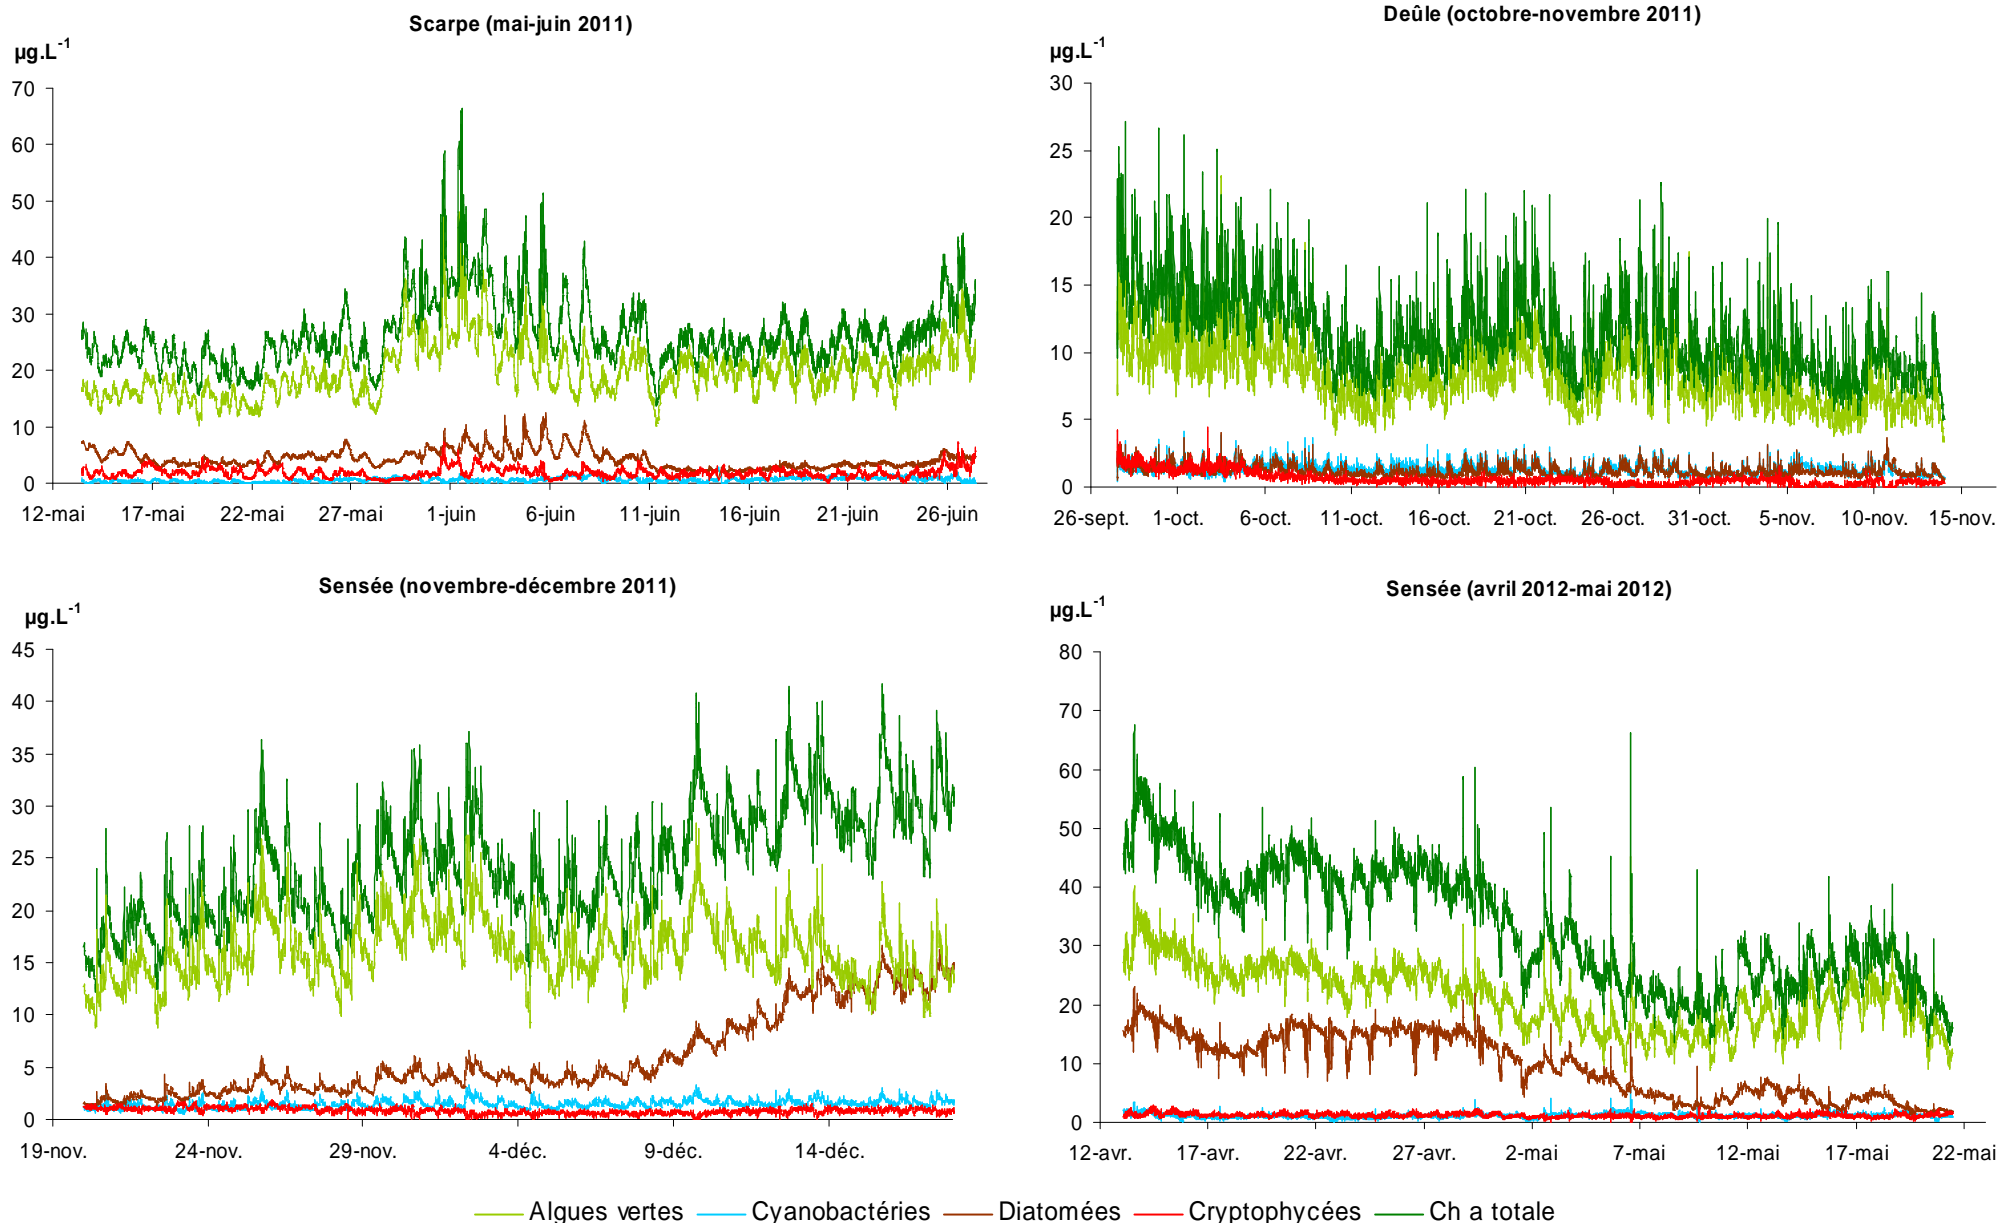 Scarpe (mai-juin 2011)
µg.L-1
70
60
50
40
30
20
10
0
12-mai 17-mai 22-mai 27-mai 1-juin 6-juin 11-juin 16-juin 21-juin 26-juin
Deûle (octobre-novembre 2011)
µg.L-1
30
25
20
15
10
5
0
26-sept. 1-oct. 6-oct. 11-oct. 16-oct. 21-oct. 26-oct. 31-oct. 5-nov. 10-nov. 15-nov.
Sensée (novembre-décembre 2011)
µg.L-1
45
40
35
30
25
20
15
10
5
0
19-nov. 24-nov. 29-nov. 4-déc. 9-déc. 14-déc.
Sensée (avril 2012-mai 2012)
µg.L-1
80
70
60
50
40
30
20
10
0
12-avr. 17-avr. 22-avr. 27-avr. 2-mai 7-mai 12-mai 17-mai 22-mai
Algues vertes Cyanobactéries Diatomées Cryptophycées Ch a totale